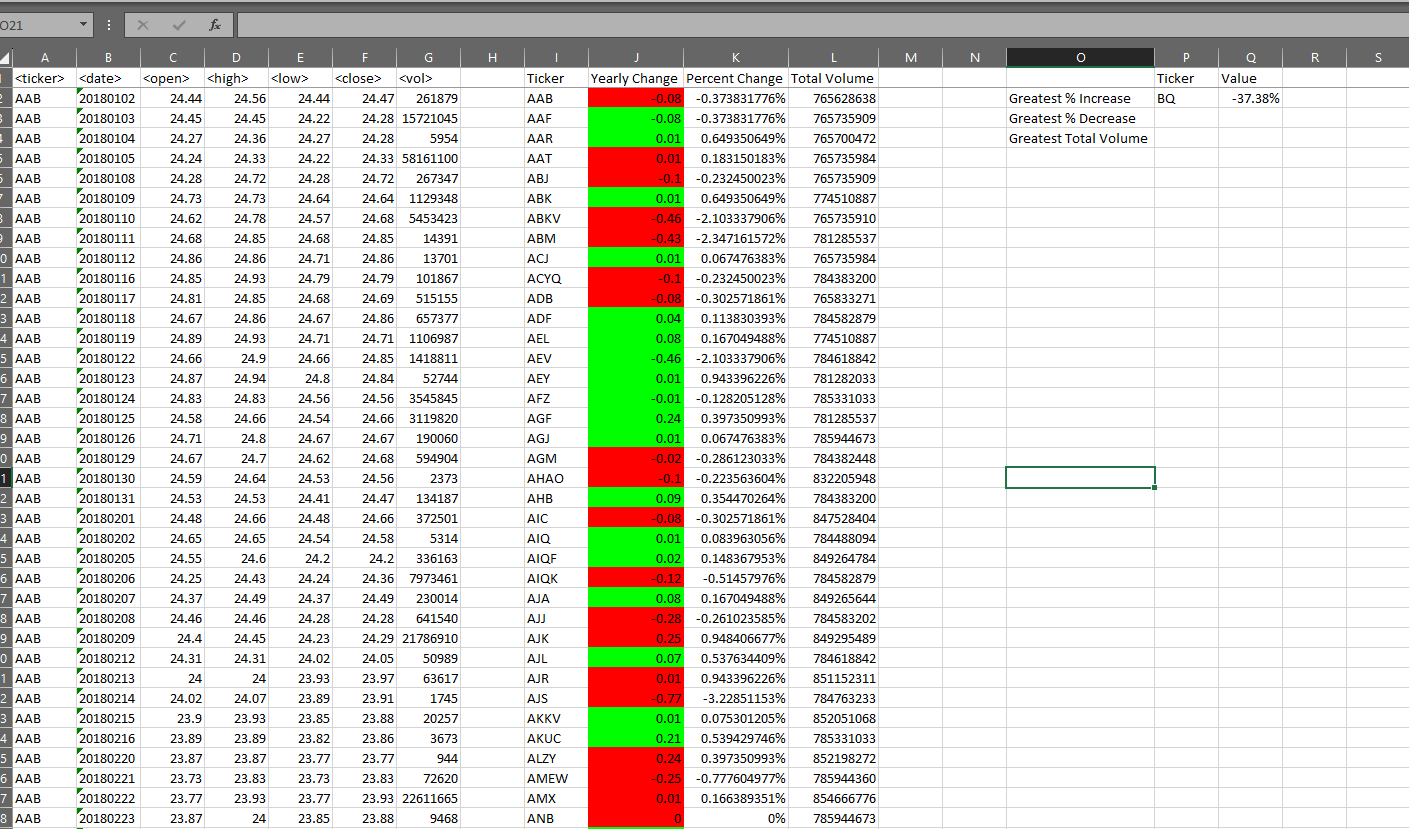 O21 fx
A B C D E F G H I J K L M N O P Q R S
<ticker> <date> <open> <high> <low> <close> <vol> Ticker Yearly Change Percent Change Total Volume Ticker Value
2 AAB 20180102 24.44 24.56 24.44 24.47 261879 AAB -0.08 -0.373831776% 765628638 Greatest % Increase BQ -37.38%
3 AAB 20180103 24.45 24.45 24.22 24.28 15721045 AAF -0.08 -0.373831776% 765735909 Greatest % Decrease
4 AAB 20180104 24.27 24.36 24.27 24.28 5954 AAR 0.01 0.649350649% 765700472 Greatest Total Volume
5 AAB 20180105 24.24 24.33 24.22 24.33 58161100 AAT 0.01 0.183150183% 765735984
6 AAB 20180108 24.28 24.72 24.28 24.72 267347 ABJ -0.1 -0.232450023% 765735909
7 AAB 20180109 24.73 24.73 24.64 24.64 1129348 ABK 0.01 0.649350649% 774510887
8 AAB 20180110 24.62 24.78 24.57 24.68 5453423 ABKV -0.46 -2.103337906% 765735910
9 AAB 20180111 24.68 24.85 24.68 24.85 14391 ABM -0.43 -2.347161572% 781285537
0 AAB 20180112 24.86 24.86 24.71 24.86 13701 ACJ 0.01 0.067476383% 765735984
1 AAB 20180116 24.85 24.93 24.79 24.79 101867 ACYQ -0.1 -0.232450023% 784383200
2 AAB 20180117 24.81 24.85 24.68 24.69 515155 ADB -0.08 -0.302571861% 765833271
3 AAB 20180118 24.67 24.86 24.67 24.86 657377 ADF 0.04 0.113830393% 784582879
4 AAB 20180119 24.89 24.93 24.71 24.71 1106987 AEL 0.08 0.167049488% 774510887
5 AAB 20180122 24.66 24.9 24.66 24.85 1418811 AEV -0.46 -2.103337906% 784618842
6 AAB 20180123 24.87 24.94 24.8 24.84 52744 AEY 0.01 0.943396226% 781282033
7 AAB 20180124 24.83 24.83 24.56 24.56 3545845 AFZ -0.01 -0.128205128% 785331033
8 AAB 20180125 24.58 24.66 24.54 24.66 3119820 AGF 0.24 0.397350993% 781285537
9 AAB 20180126 24.71 24.8 24.67 24.67 190060 AGJ 0.01 0.067476383% 785944673
0 AAB 20180129 24.67 24.7 24.62 24.68 594904 AGM -0.02 -0.286123033% 784382448
1 AAB 20180130 24.59 24.64 24.53 24.56 2373 AHAO -0.1 -0.223563604% 832205948
2 AAB 20180131 24.53 24.53 24.41 24.47 134187 AHB 0.09 0.354470264% 784383200
3 AAB 20180201 24.48 24.66 24.48 24.66 372501 AIC -0.08 -0.302571861% 847528404
4 AAB 20180202 24.65 24.65 24.54 24.58 5314 AIQ 0.01 0.083963056% 784488094
5 AAB 20180205 24.55 24.6 24.2 24.2 336163 AIQF 0.02 0.148367953% 849264784
6 AAB 20180206 24.25 24.43 24.24 24.36 7973461 AIQK -0.12 -0.51457976% 784582879
7 AAB 20180207 24.37 24.49 24.37 24.49 230014 AJA 0.08 0.167049488% 849265644
8 AAB 20180208 24.46 24.46 24.28 24.28 641540 AJJ -0.28 -0.261023585% 784583202
9 AAB 20180209 24.4 24.45 24.23 24.29 21786910 AJK 0.25 0.948406677% 849295489
0 AAB 20180212 24.31 24.31 24.02 24.05 50989 AJL 0.07 0.537634409% 784618842
1 AAB 20180213 24 24 23.93 23.97 63617 AJR 0.01 0.943396226% 851152311
2 AAB 20180214 24.02 24.07 23.89 23.91 1745 AJS -0.77 -3.22851153% 784763233
3 AAB 20180215 23.9 23.93 23.85 23.88 20257 AKKV 0.01 0.075301205% 852051068
4 AAB 20180216 23.89 23.89 23.82 23.86 3673 AKUC 0.21 0.539429746% 785331033
5 AAB 20180220 23.87 23.87 23.77 23.77 944 ALZY 0.24 0.397350993% 852198272
6 AAB 20180221 23.73 23.83 23.73 23.83 72620 AMEW -0.25 -0.777604977% 785944360
7 AAB 20180222 23.77 23.93 23.77 23.93 22611665 AMX 0.01 0.166389351% 854666776
8 AAB 20180223 23.87 24 23.85 23.88 9468 ANB 0 0% 785944673